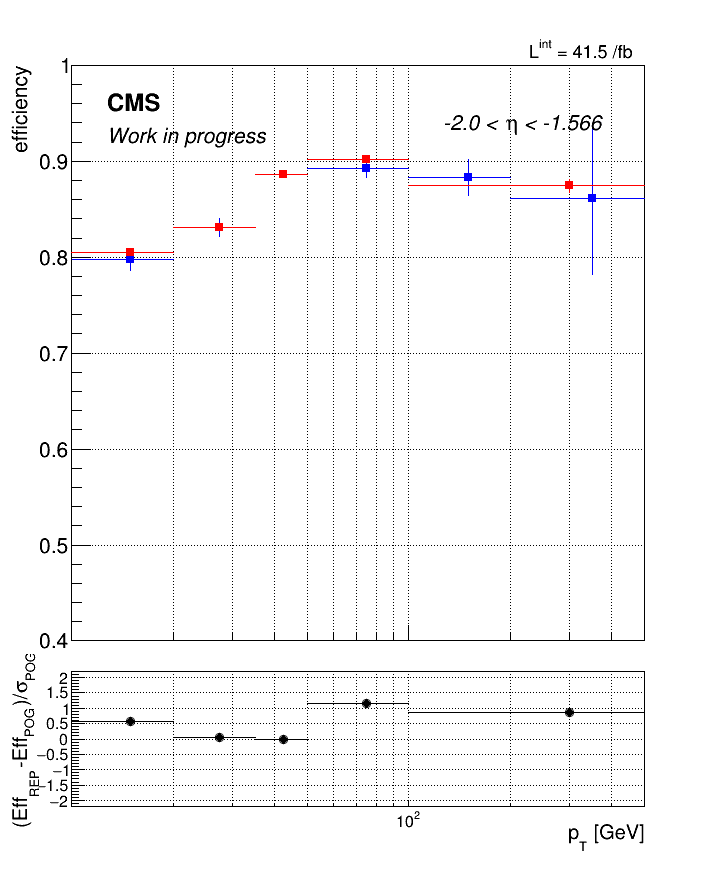 L^int = 41.5 /fb
efficiency
1
CMS
Work in progress
-2.0 < η < -1.566
0.9
0.8
0.7
0.6
0.5
0.4
(Eff_REP -Eff_POG)/σ_POG
2
1.5
1
0.5
0
−0.5
−1
−1.5
−2
10^2
p_T [GeV]